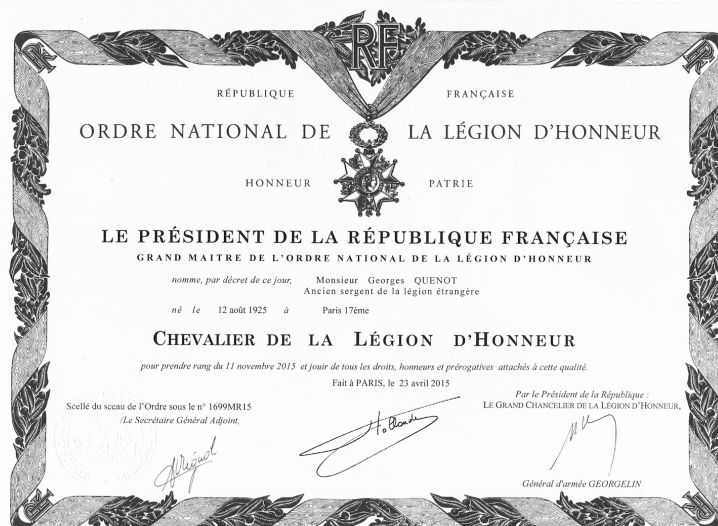 RF
RÉPUBLIQUE FRANÇAISE
ORDRE NATIONAL DE LA LÉGION D'HONNEUR
HONNEUR PATRIE
LE PRÉSIDENT DE LA RÉPUBLIQUE FRANÇAISE
GRAND MAITRE DE L'ORDRE NATIONAL DE LA LÉGION D'HONNEUR
nomme, par décret de ce jour, Monsieur Georges QUENOT
Ancien sergent de la légion étrangère
né le 12 août 1925 à Paris 17ème
CHEVALIER DE LA LÉGION D'HONNEUR
pour prendre rang du 11 novembre 2015 et jouir de tous les droits, honneurs et prérogatives attachés à cette qualité.
Fait à PARIS, le 23 avril 2015
Scellé du sceau de l'Ordre sous le n° 1699MR15
/Le Secrétaire Général Adjoint,
Par le Président de la République :
LE GRAND CHANCELIER DE LA LÉGION D'HONNEUR,
Hollande
Général d'armée GEORGELIN